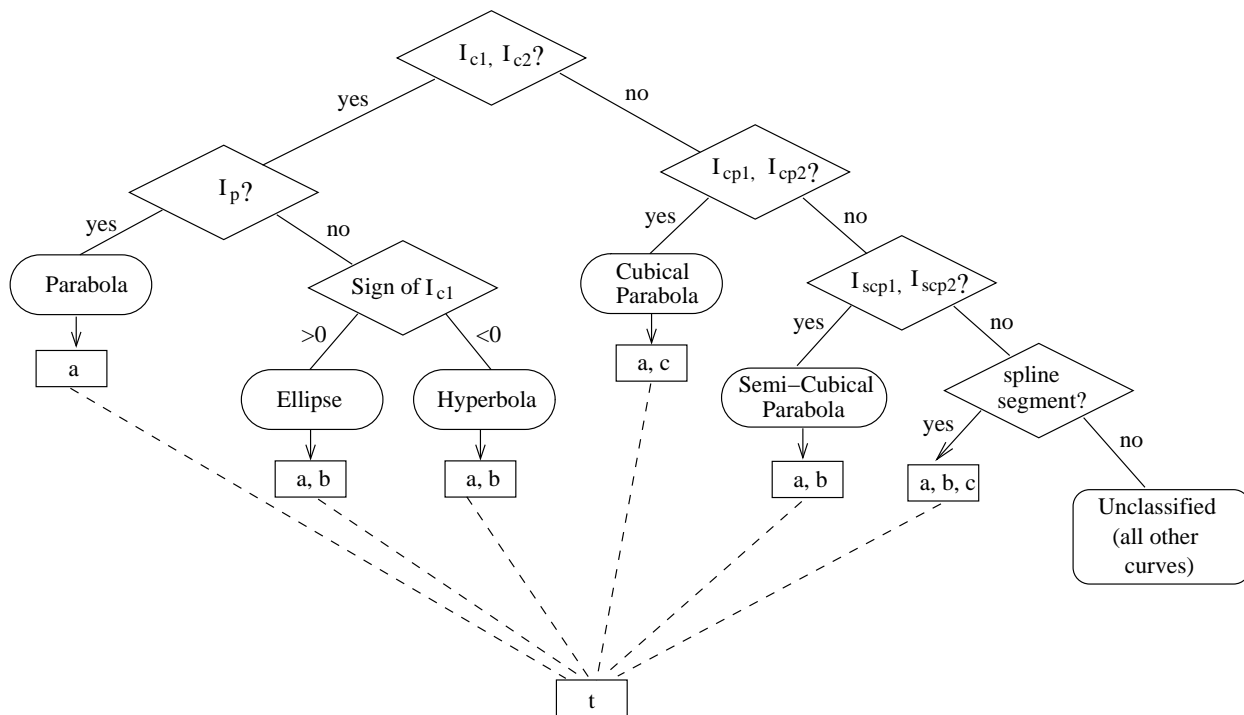 I c1, I c2?
yes
no
I p?
I cp1, I cp2?
yes
no
yes
no
Parabola
Sign of I c1
Cubical
Parabola
I scp1, I scp2?
>0
<0
yes
no
a
a, c
Ellipse
Hyperbola
Semi-Cubical
Parabola
spline
segment?
yes
no
a, b
a, b
a, b
a, b, c
Unclassified
(all other
curves)
t